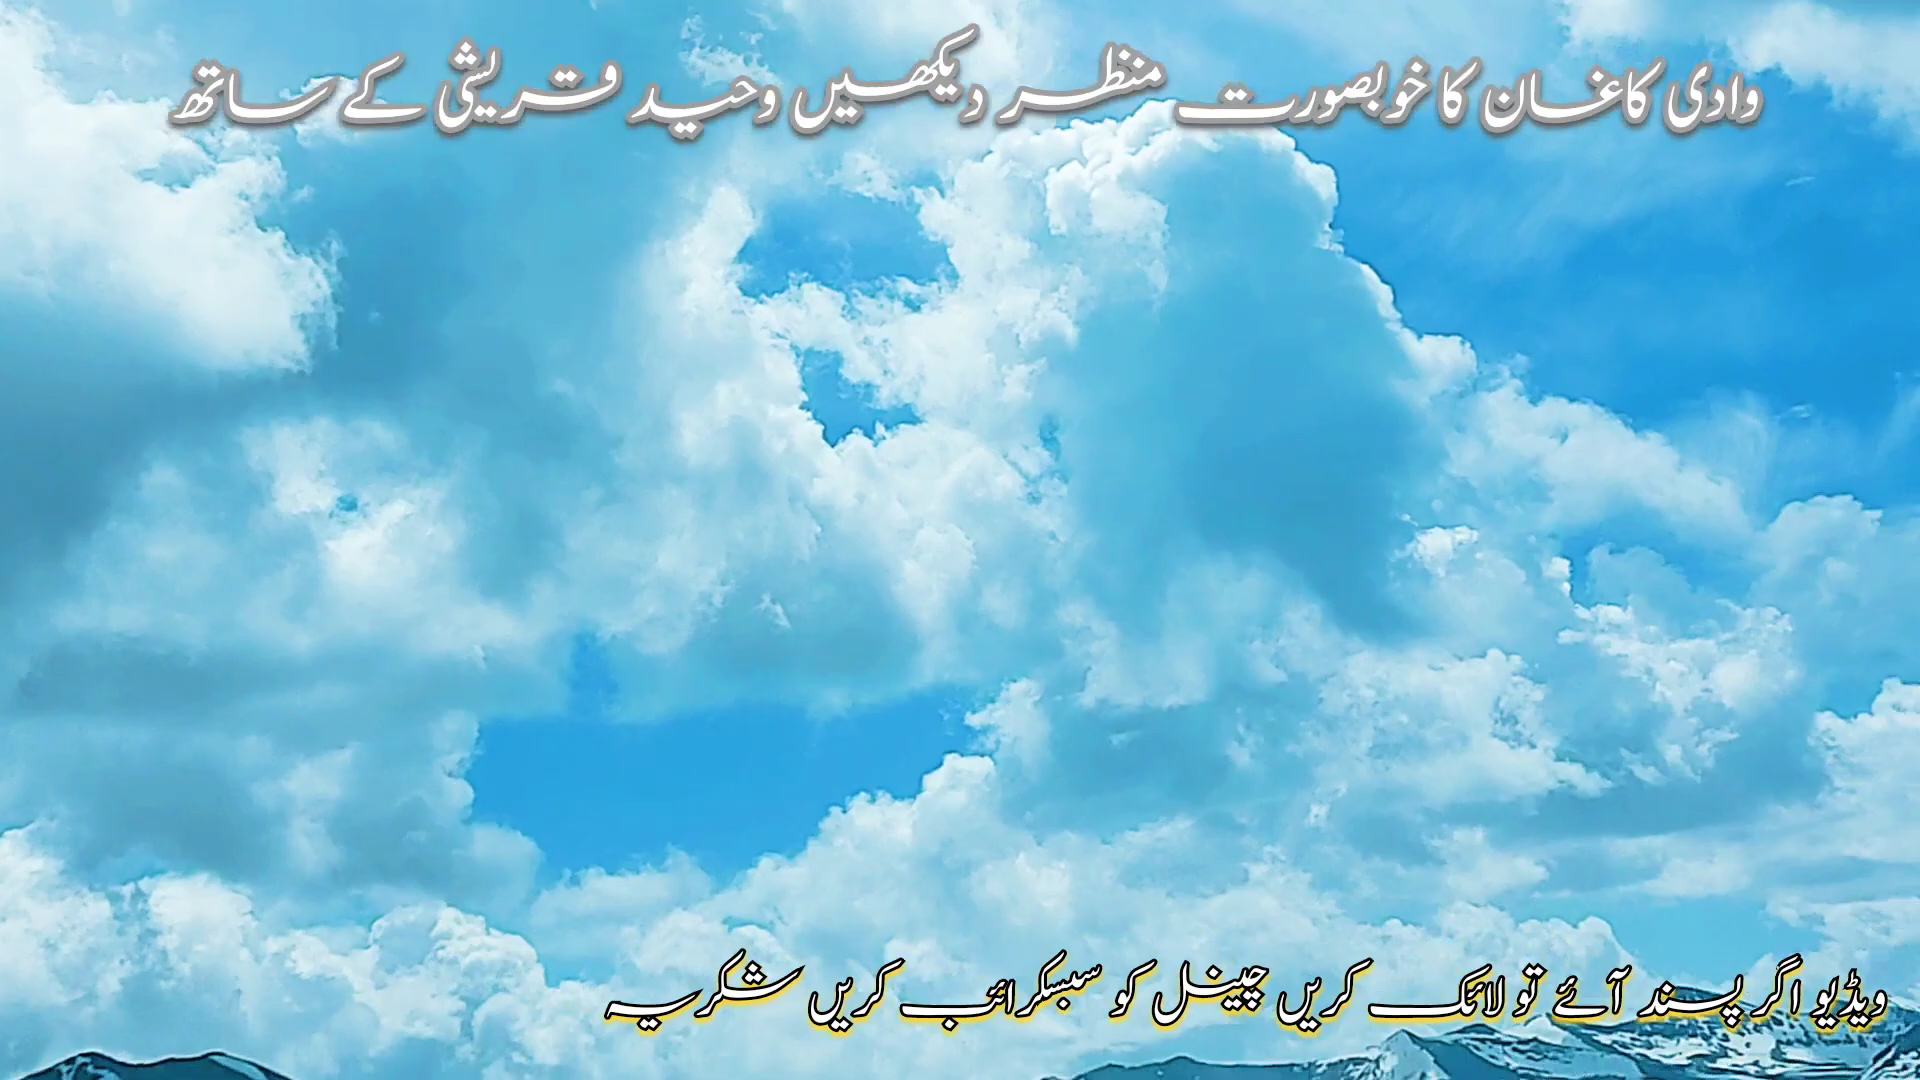 وادی کاغان کا خوبصورت منظر دیکھیں وحید قریشی کے ساتھ
ویڈیو اگر پسند آئے تو لائک کریں چینل کو سبسکرائب کریں شکریہ